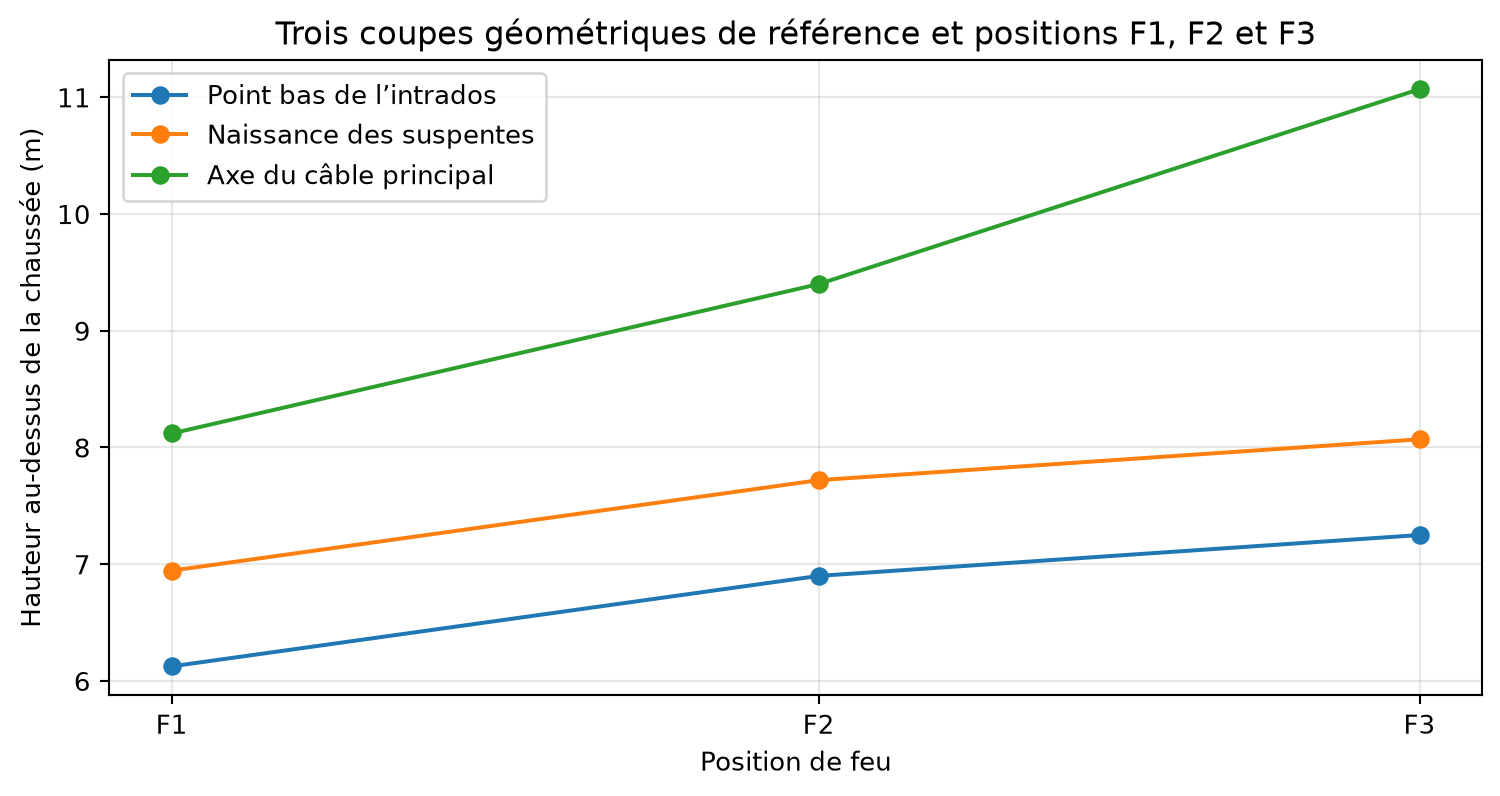 Trois coupes géométriques de référence et positions F1, F2 et F3
Hauteur au-dessus de la chaussée (m)
11
10
9
8
7
6
Point bas de l’intrados
Naissance des suspentes
Axe du câble principal
F1
F2
F3
Position de feu